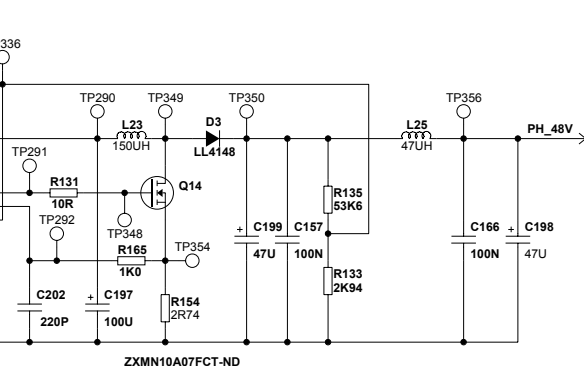 336
TP290
TP349
TP350
TP356
L23
150UH
D3
LL4148
L25
47UH
PH_48V
TP291
R131
10R
Q14
R135
53K6
TP292
TP348
R165
1K0
TP354
C199
47U
C157
100N
C166
100N
C198
47U
R133
2K94
C202
220P
C197
100U
R154
2R74
+
+
+
ZXMN10A07FCT-ND